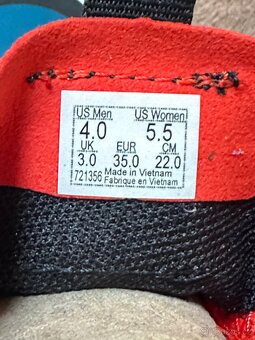 US Men US Women
4.0 5.5
UK EUR CM
3.0 35.0 22.0
721356 Made in Vietnam
Fabrique en Vietnam